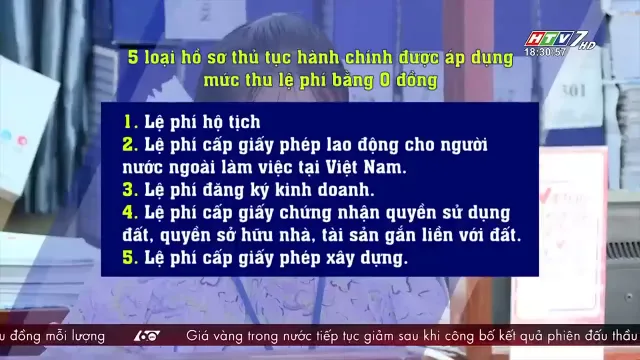 HTV7 HD
18:30:57
5 loại hồ sơ thủ tục hành chính được áp dụng
mức thu lệ phí bằng 0 đồng
1. Lệ phí hộ tịch
2. Lệ phí cấp giấy phép lao động cho người
nước ngoài làm việc tại Việt Nam.
3. Lệ phí đăng ký kinh doanh.
4. Lệ phí cấp giấy chứng nhận quyền sử dụng
đất, quyền sở hữu nhà, tài sản gắn liền với đất.
5. Lệ phí cấp giấy phép xây dựng.
301
u đồng mỗi lượng
60
Giá vàng trong nước tiếp tục giảm sau khi công bố kết quả phiên đấu thầu